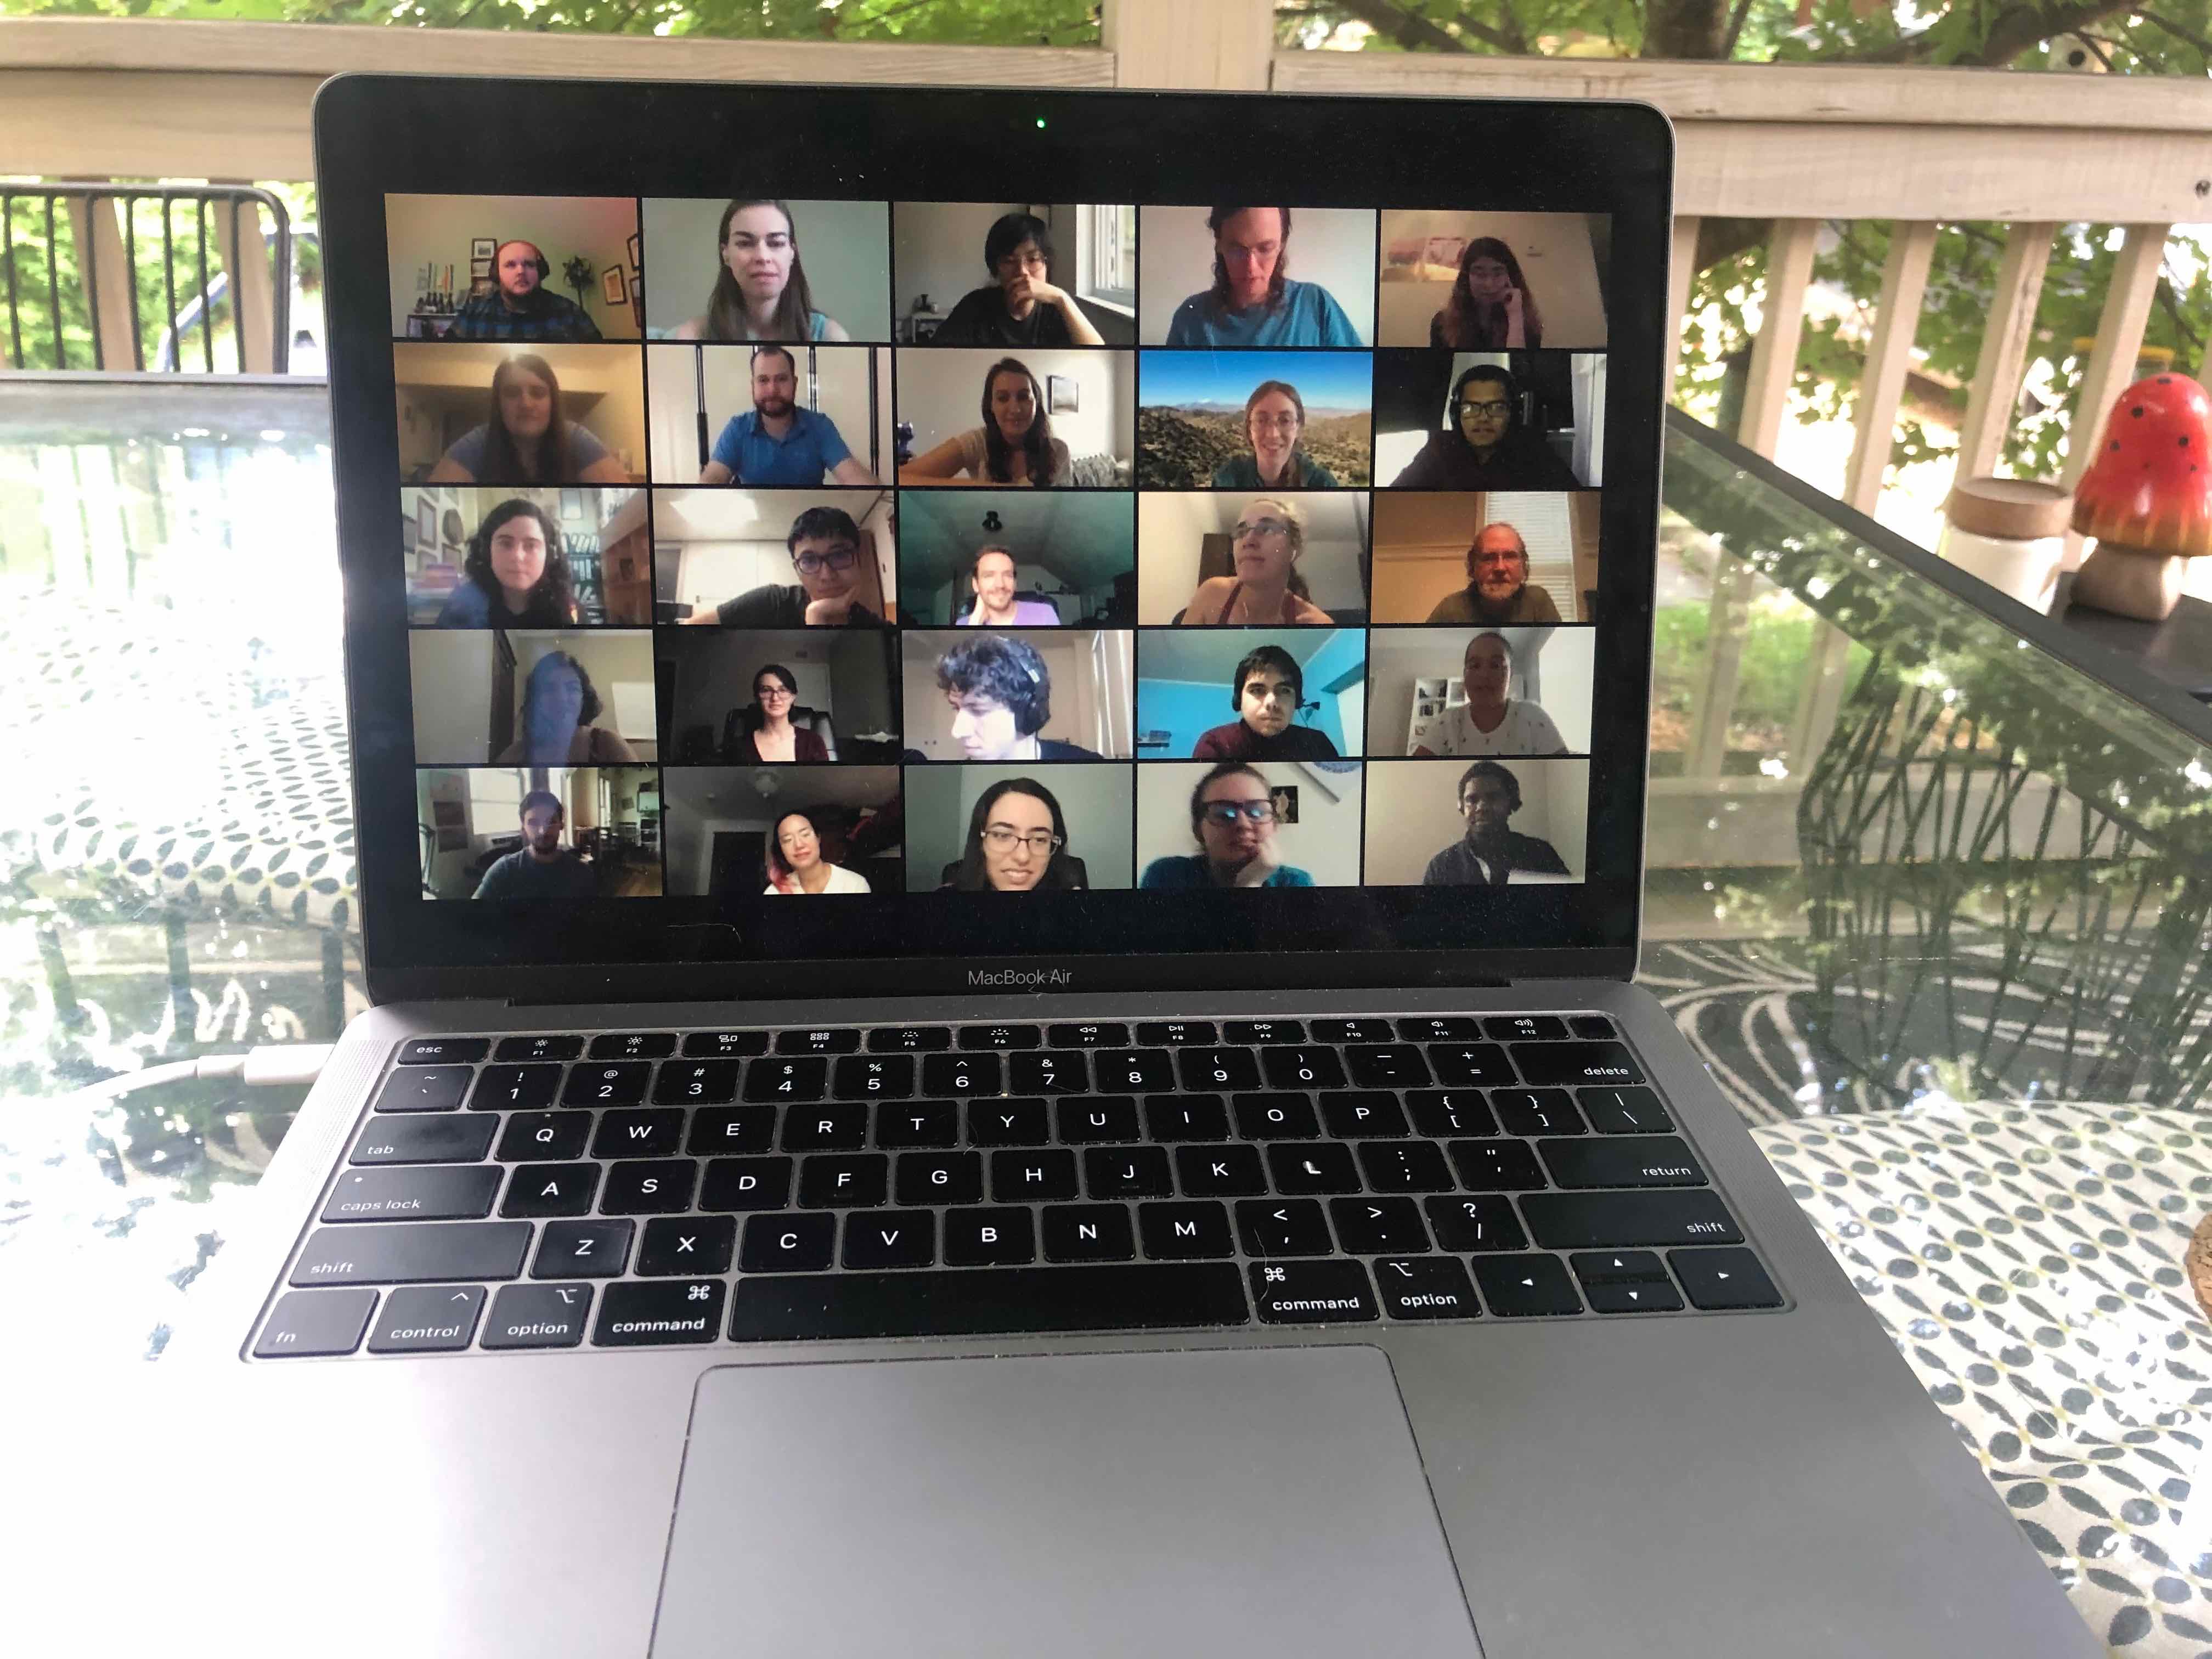 MacBook Air
esc F1 F2 F3 F4 F5 F6 F7 F8 F9 F10 F11 F12
~ ` ! 1 @ 2 # 3 $ 4 % 5 ^ 6 & 7 * 8 ( 9 ) 0 — - + = delete
tab Q W E R T Y U I O P { [ } ] | \ return
caps lock A S D F G H J K L : ; " '
shift Z X C V B N M < , > . ? / shift
fn control option ⌘ command ⌘ command option